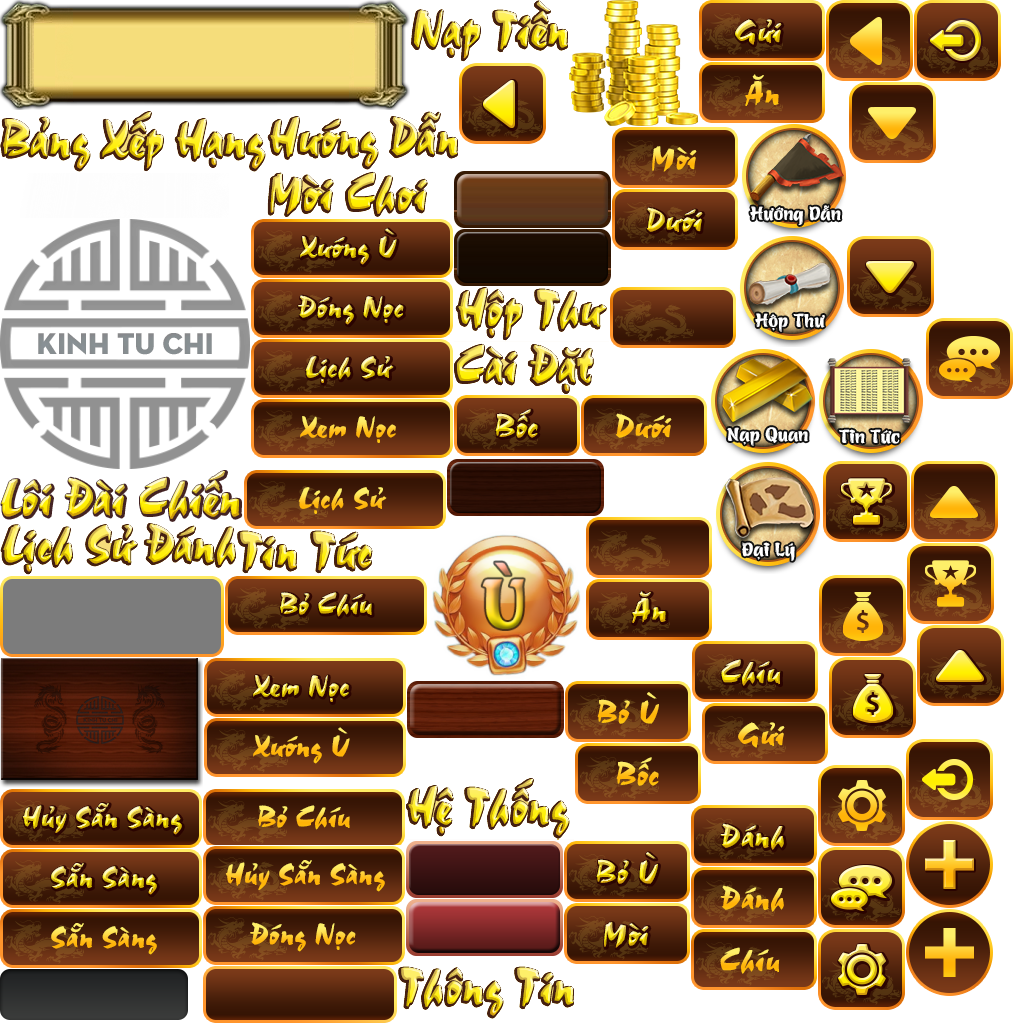 Nạp Tiền
Gửi
Ăn
Bảng Xếp Hạng
Hướng Dẫn
Mời
Hướng Dẫn
Mời Chơi
Dưới
Xướng Ù
Đóng Nọc
Hộp Thư
Hộp Thư
KINH TU CHI
Lịch Sử
Cài Đặt
Xem Nọc
Bốc
Dưới
Nạp Quan
Tin Tức
Lôi Đài Chiến
Lịch Sử
Lịch Sử Đánh
Tin Tức
Đại Lý
Bỏ Chíu
Ù
Ăn
Xem Nọc
Chíu
Bỏ Ù
Gửi
Xướng Ù
Bốc
Hủy Sẵn Sàng
Bỏ Chíu
Hệ Thống
Đánh
Sẵn Sàng
Hủy Sẵn Sàng
Bỏ Ù
Đánh
Sẵn Sàng
Đóng Nọc
Mời
Chíu
Thông Tin